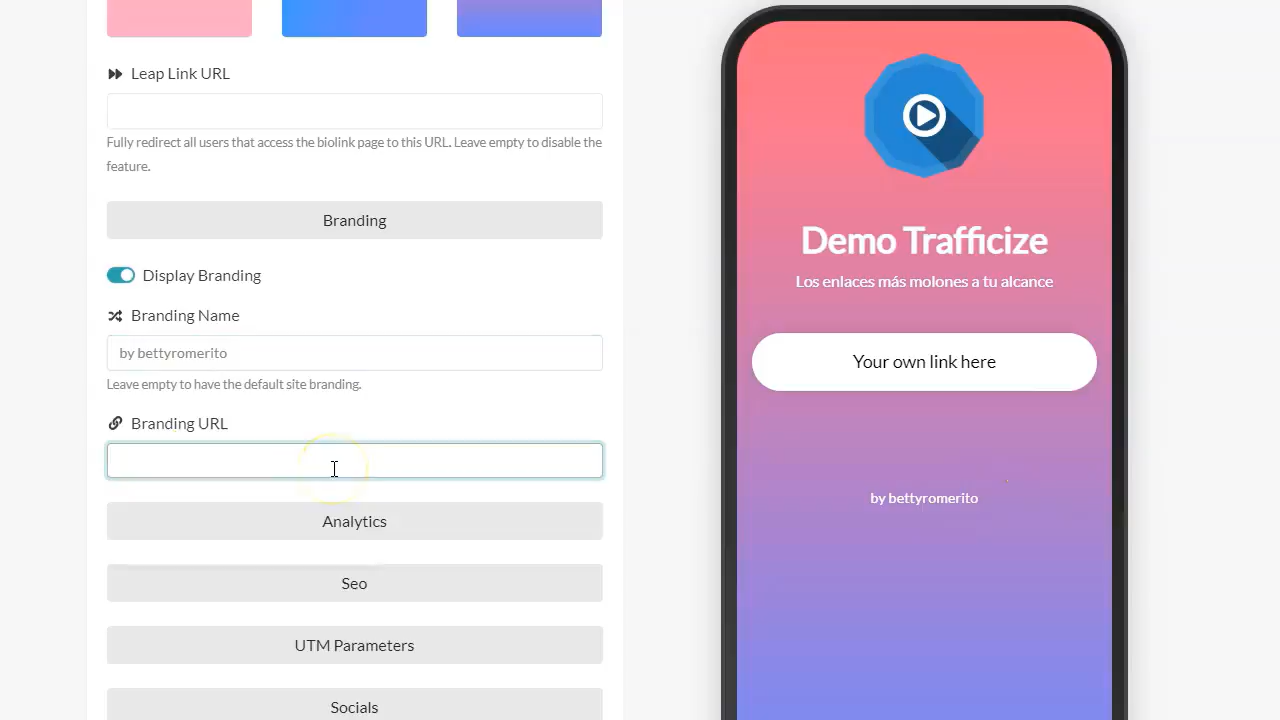 Leap Link URL
Fully redirect all users that access the biolink page to this URL. Leave empty to disable the
feature.
Branding
Display Branding
Branding Name
by bettyromerito
Leave empty to have the default site branding.
Branding URL
Analytics
Seo
UTM Parameters
Socials
Demo Trafficize
Los enlaces más molones a tu alcance
Your own link here
by bettyromerito